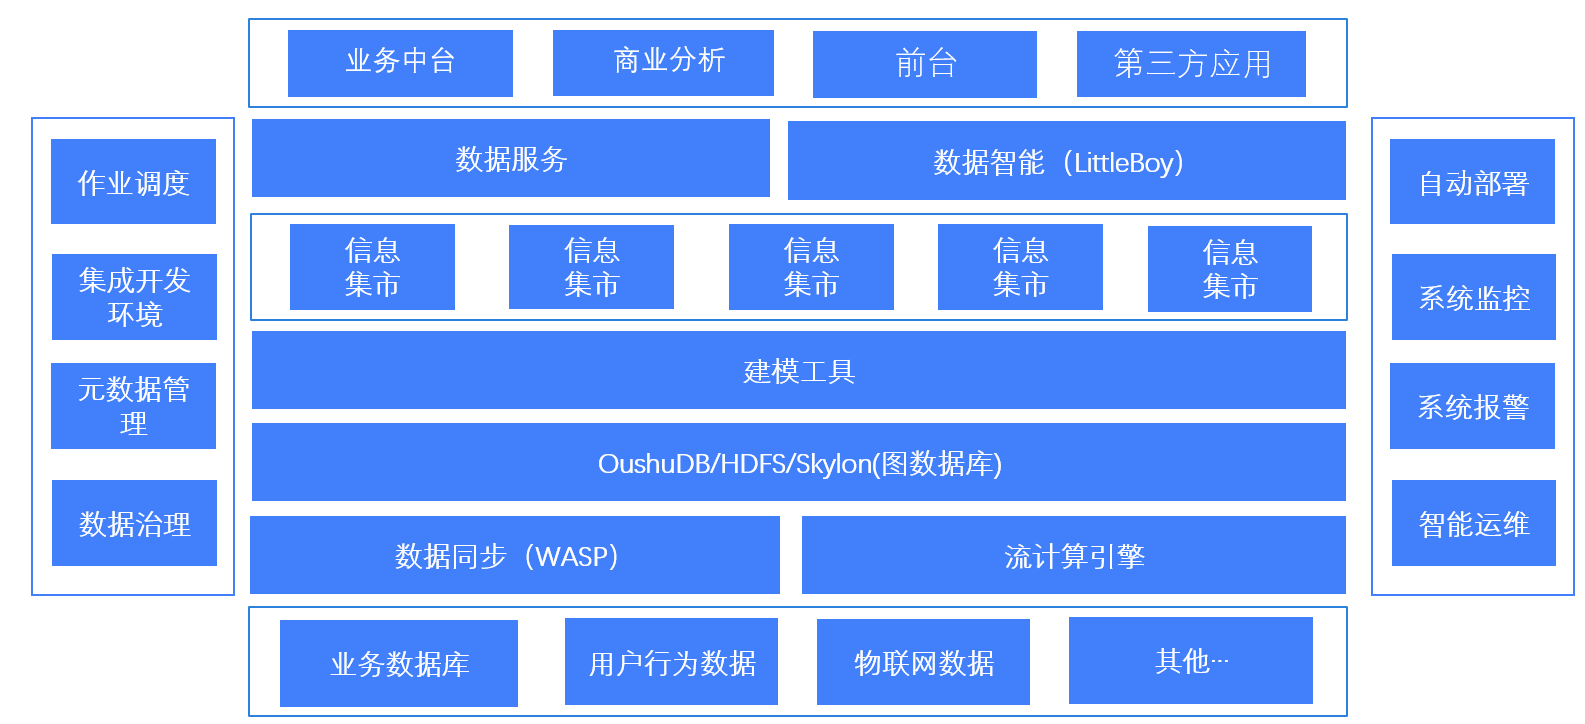 业务中台
商业分析
前台
第三方应用
数据服务
数据智能（LittleBoy）
作业调度
集成开发
环境
元数据管
理
数据治理
信息
集市
信息
集市
信息
集市
信息
集市
信息
集市
建模工具
OushuDB/HDFS/Skylon(图数据库)
数据同步（WASP）
流计算引擎
业务数据库
用户行为数据
物联网数据
其他···
自动部署
系统监控
系统报警
智能运维